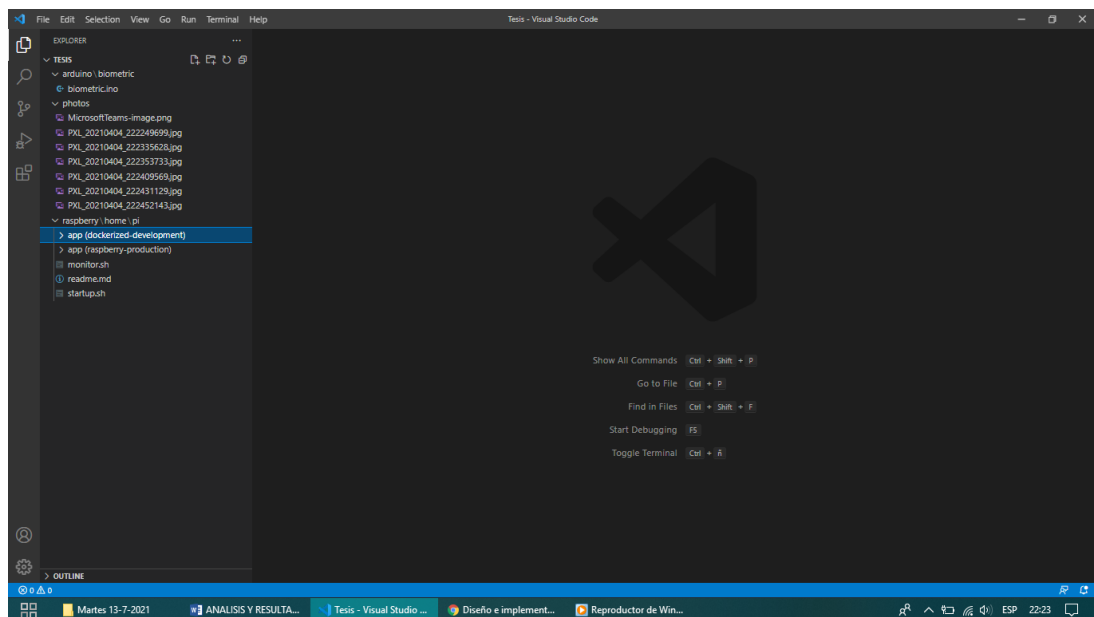 File Edit Selection View Go Run Terminal Help
Tesis - Visual Studio Code
EXPLORER
TESIS
arduino \ biometric
biometric.ino
photos
MicrosoftTeams-image.png
PXL_20210404_222249699.jpg
PXL_20210404_222335628.jpg
PXL_20210404_222353733.jpg
PXL_20210404_222409569.jpg
PXL_20210404_222431129.jpg
PXL_20210404_222452143.jpg
raspberry \ home \ pi
app (dockerized-development)
app (raspberry-production)
monitor.sh
readme.md
startup.sh
Show All Commands Ctrl + Shift + P
Go to File Ctrl + P
Find in Files Ctrl + Shift + F
Start Debugging F5
Toggle Terminal Ctrl + ñ
OUTLINE
0 0
Martes 13-7-2021
ANALISIS Y RESULTA...
Tesis - Visual Studio ...
Diseño e implement...
Reproductor de Win...
ESP 22:23